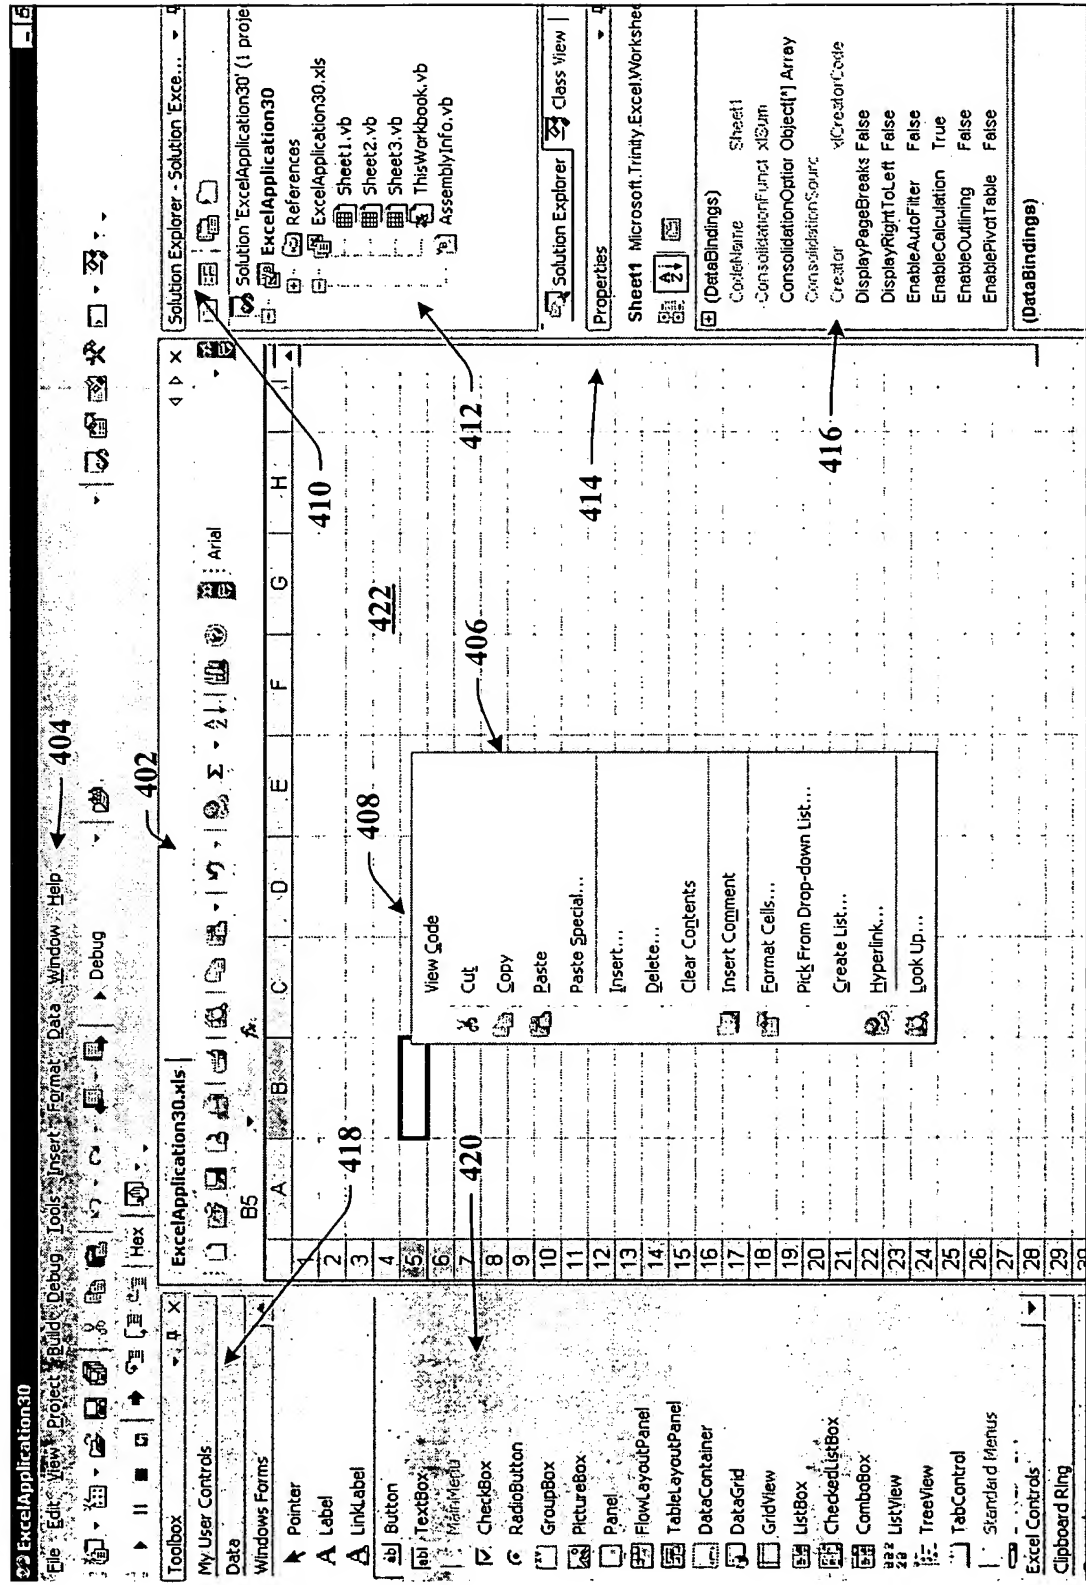 ExcelApplication30
File Edit View Project Build Debug Tools Insert Format Data Window Help
404
Debug
Hex
Toolbox
My User Controls
Data
Windows Forms
Pointer
Label
LinkLabel
Button
TextBox
MainMenu
CheckBox
RadioButton
GroupBox
PictureBox
Panel
FlowLayoutPanel
TableLayoutPanel
DataContainer
DataGrid
GridView
ListBox
CheckedListBox
ComboBox
ListView
TreeView
TabControl
Standard Menus
Excel Controls
Clipboard Ring
418
420
ExcelApplication30.xls
402
Arial
B5 fx
A B C D E F G H I
1
2
3
4
5
6
7
8
9
10
11
12
13
14
15
16
17
18
19
20
21
22
23
24
25
26
27
28
29
30
408
422
406
View Code
Cut
Copy
Paste
Paste Special...
Insert...
Delete...
Clear Contents
Insert Comment
Format Cells...
Pick From Drop-down List...
Create List...
Hyperlink...
Look Up...
410
412
414
416
Solution Explorer - Solution 'Exce...
Solution 'ExcelApplication30' (1 projec
ExcelApplication30
References
ExcelApplication30.xls
Sheet1.vb
Sheet2.vb
Sheet3.vb
ThisWorkbook.vb
AssemblyInfo.vb
Solution Explorer Class View
Properties
Sheet1 Microsoft.Trinity.Excel.Workshee
(DataBindings)
CodeName Sheet1
ConsolidationFunct xlSum
ConsolidationOption Object[*] Array
ConsolidationSourc
Creator xlCreatorCode
DisplayPageBreaks False
DisplayRightToLeft False
EnableAutoFilter False
EnableCalculation True
EnableOutlining False
EnablePivotTable False
(DataBindings)